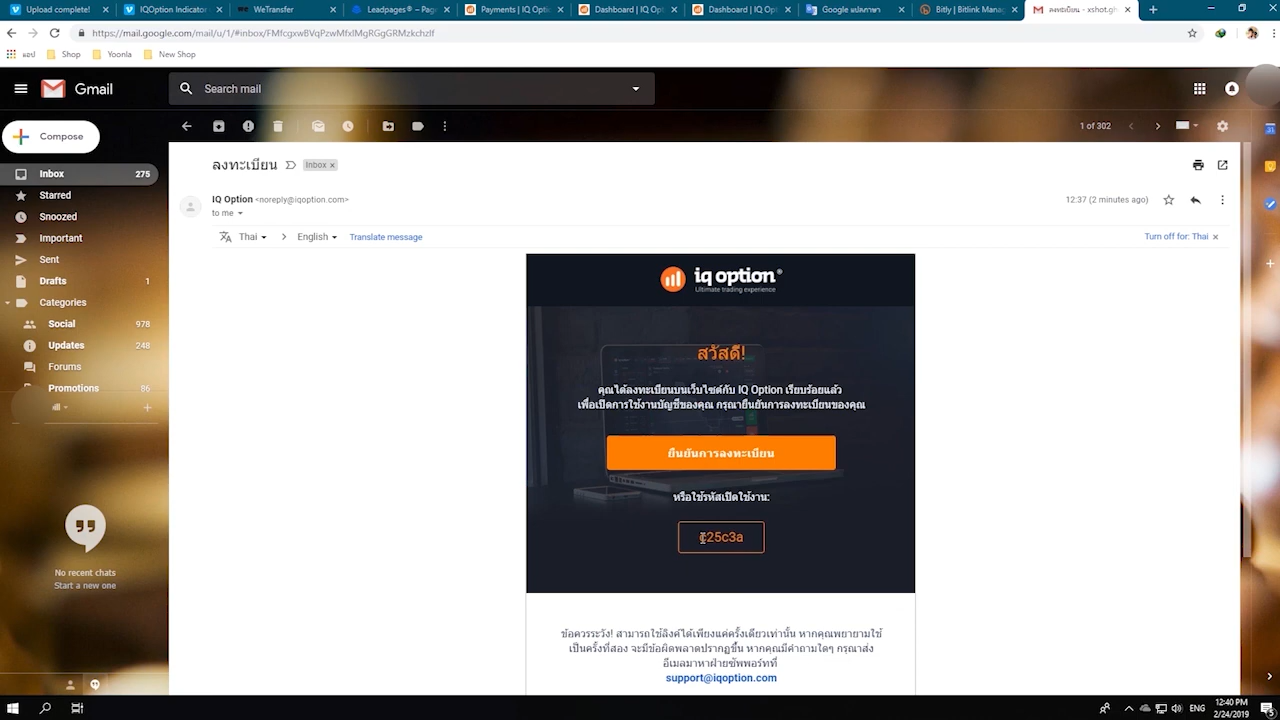 Upload complete!
IQOption Indicator
WeTransfer
Leadpages® – Page
Payments | IQ Optio
Dashboard | IQ Opt
Dashboard | IQ Opt
Google แปลภาษา
Bitly | Bitlink Manag
ลงทะเบียน - xshot.gh
https://mail.google.com/mail/u/1/#inbox/FMfcgxwBVqPzwMfxlMgRGgGRMzkchzlf
แอป
Shop
Yoonla
New Shop
Gmail
Search mail
Compose
1 of 302
Inbox 275
Starred
Snoozed
Important
Sent
Drafts 1
Categories
Social 978
Updates 248
Forums
Promotions 86
No recent chats
Start a new one
ลงทะเบียน
Inbox x
IQ Option <noreply@iqoption.com>
12:37 (2 minutes ago)
to me
Thai > English Translate message
Turn off for: Thai x
iq option®
Ultimate trading experience
สวัสดี!
คุณได้ลงทะเบียนบนเว็บไซต์กับ IQ Option เรียบร้อยแล้ว
เพื่อเปิดการใช้งานบัญชีของคุณ กรุณายืนยันการลงทะเบียนของคุณ
ยืนยันการลงทะเบียน
หรือใช้รหัสเปิดใช้งาน:
25c3a
ข้อควรระวัง! สามารถใช้ลิงค์ได้เพียงแค่ครั้งเดียวเท่านั้น หากคุณพยายามใช้
เป็นครั้งที่สอง จะมีข้อผิดพลาดปรากฏขึ้น หากคุณมีคำถามใดๆ กรุณาส่ง
อีเมลมาหาฝ่ายซัพพอร์ทที่
support@iqoption.com
ENG
12:40 PM
2/24/2019